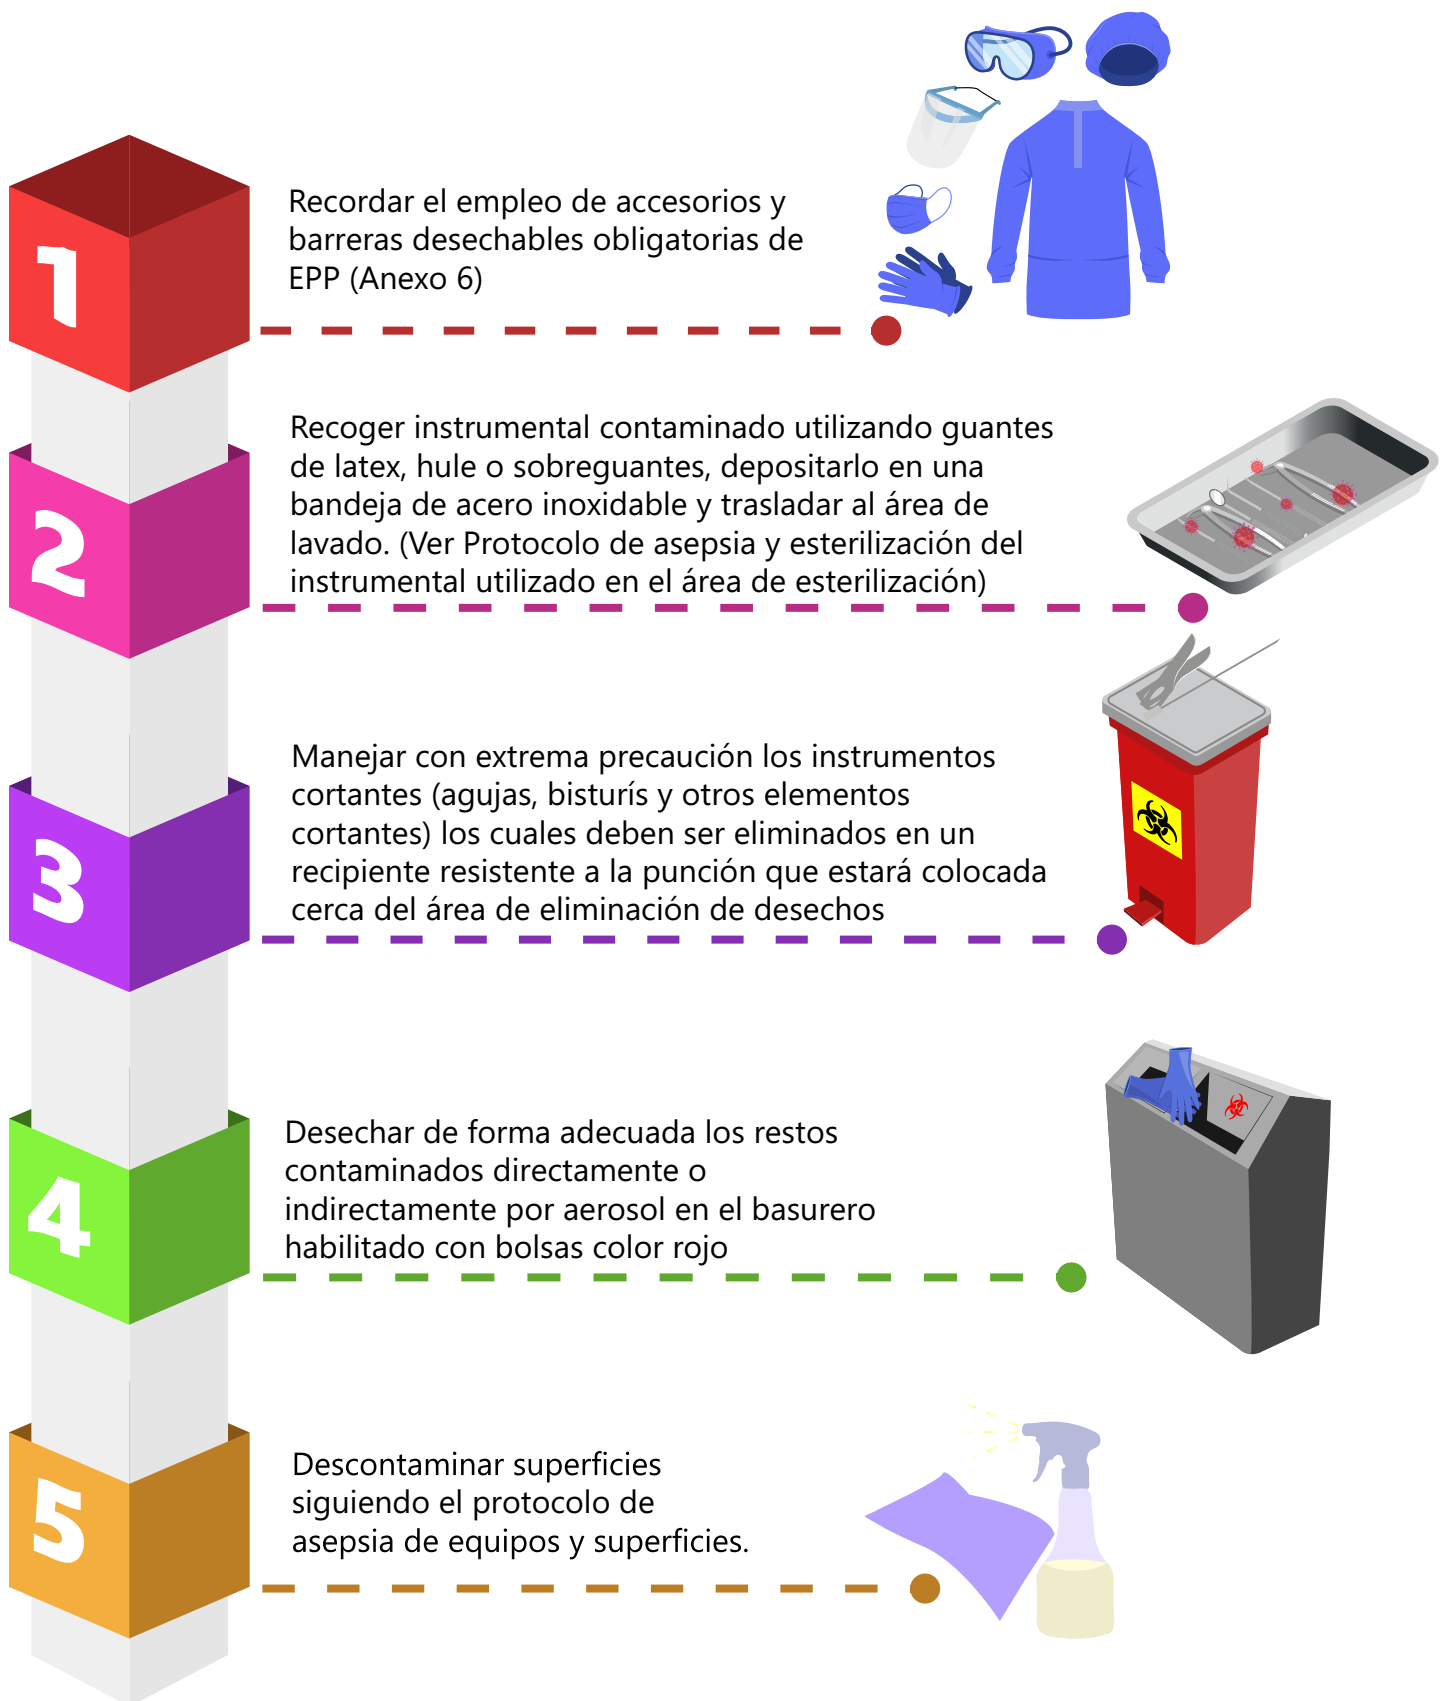 1
Recordar el empleo de accesorios y
barreras desechables obligatorias de
EPP (Anexo 6)
2
Recoger instrumental contaminado utilizando guantes
de latex, hule o sobreguantes, depositarlo en una
bandeja de acero inoxidable y trasladar al área de
lavado. (Ver Protocolo de asepsia y esterilización del
instrumental utilizado en el área de esterilización)
3
Manejar con extrema precaución los instrumentos
cortantes (agujas, bisturís y otros elementos
cortantes) los cuales deben ser eliminados en un
recipiente resistente a la punción que estará colocada
cerca del área de eliminación de desechos
4
Desechar de forma adecuada los restos
contaminados directamente o
indirectamente por aerosol en el basurero
habilitado con bolsas color rojo
5
Descontaminar superficies
siguiendo el protocolo de
asepsia de equipos y superficies.